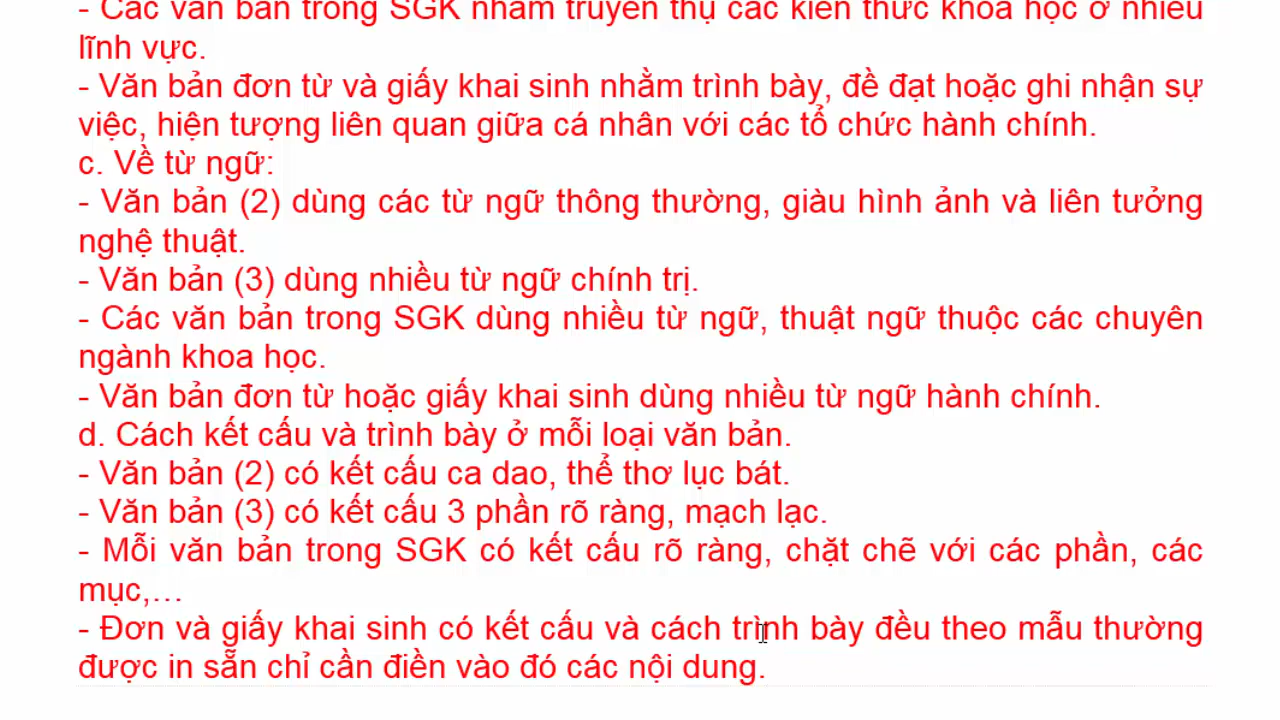 - Các văn bản trong SGK nhằm truyền thụ các kiến thức khoa học ở nhiều
lĩnh vực.
- Văn bản đơn từ và giấy khai sinh nhằm trình bày, đề đạt hoặc ghi nhận sự
việc, hiện tượng liên quan giữa cá nhân với các tổ chức hành chính.
c. Về từ ngữ:
- Văn bản (2) dùng các từ ngữ thông thường, giàu hình ảnh và liên tưởng
nghệ thuật.
- Văn bản (3) dùng nhiều từ ngữ chính trị.
- Các văn bản trong SGK dùng nhiều từ ngữ, thuật ngữ thuộc các chuyên
ngành khoa học.
- Văn bản đơn từ hoặc giấy khai sinh dùng nhiều từ ngữ hành chính.
d. Cách kết cấu và trình bày ở mỗi loại văn bản.
- Văn bản (2) có kết cấu ca dao, thể thơ lục bát.
- Văn bản (3) có kết cấu 3 phần rõ ràng, mạch lạc.
- Mỗi văn bản trong SGK có kết cấu rõ ràng, chặt chẽ với các phần, các
mục,…
- Đơn và giấy khai sinh có kết cấu và cách trình bày đều theo mẫu thường
được in sẵn chỉ cần điền vào đó các nội dung.